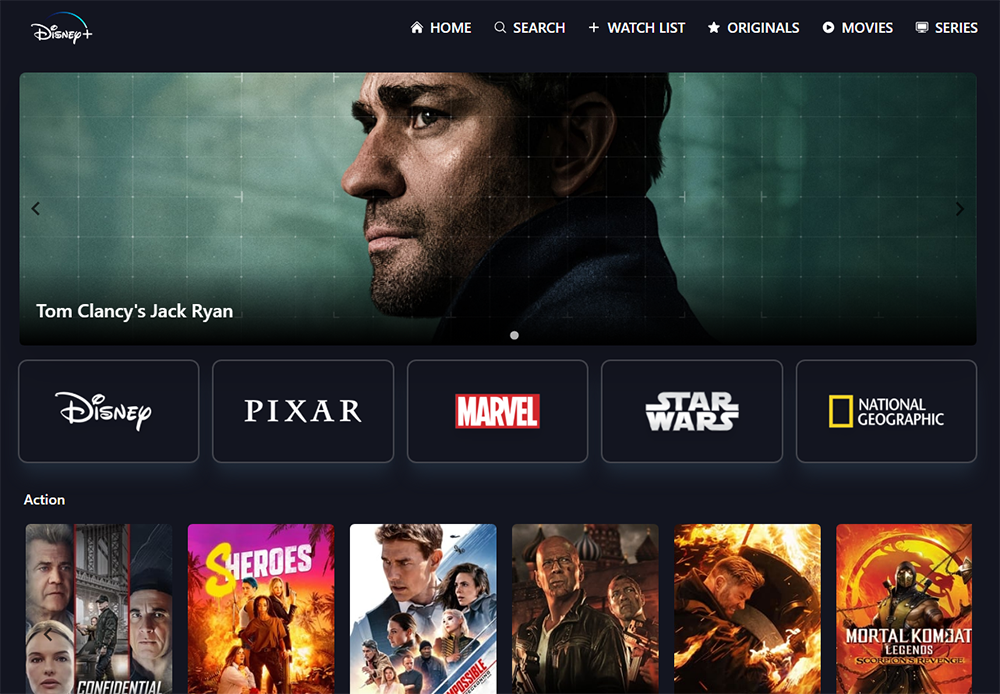 Disney+
HOME
SEARCH
WATCH LIST
ORIGINALS
MOVIES
SERIES
Tom Clancy's Jack Ryan
Disney
PIXAR
MARVEL
STAR
WARS
NATIONAL
GEOGRAPHIC
Action
CONFIDENTIAL
SHEROES
MORTAL KOMBAT
LEGENDS
SCORPION'S REVENGE